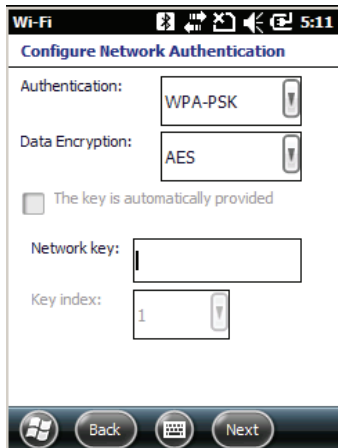 Wi-Fi 5:11
Configure Network Authentication
Authentication:
WPA-PSK
Data Encryption:
AES
The key is automatically provided
Network key:
Key index:
1
Back Next